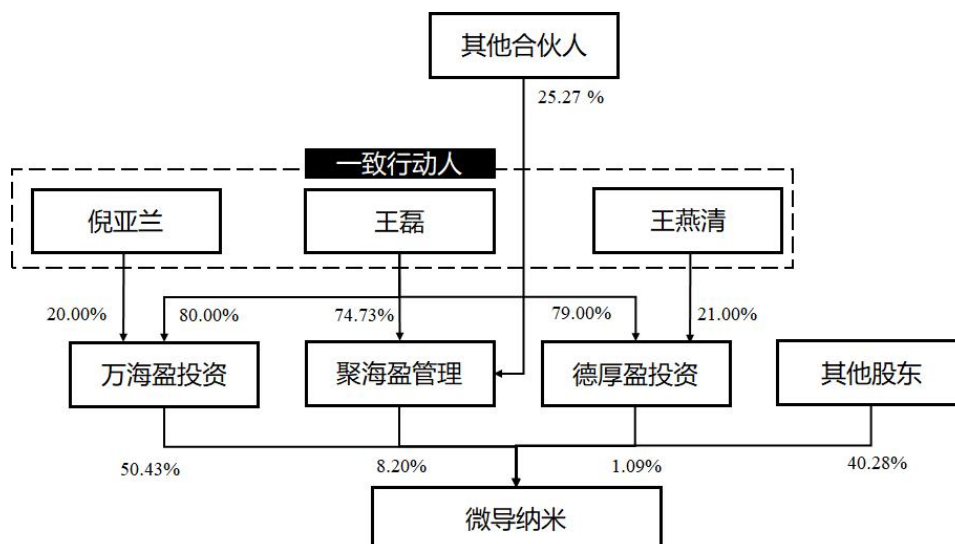 其他合伙人
25.27 %
一致行动人
倪亚兰
王磊
王燕清
20.00%
80.00%
74.73%
79.00%
21.00%
万海盈投资
聚海盈管理
德厚盈投资
其他股东
50.43%
8.20%
1.09%
40.28%
微导纳米